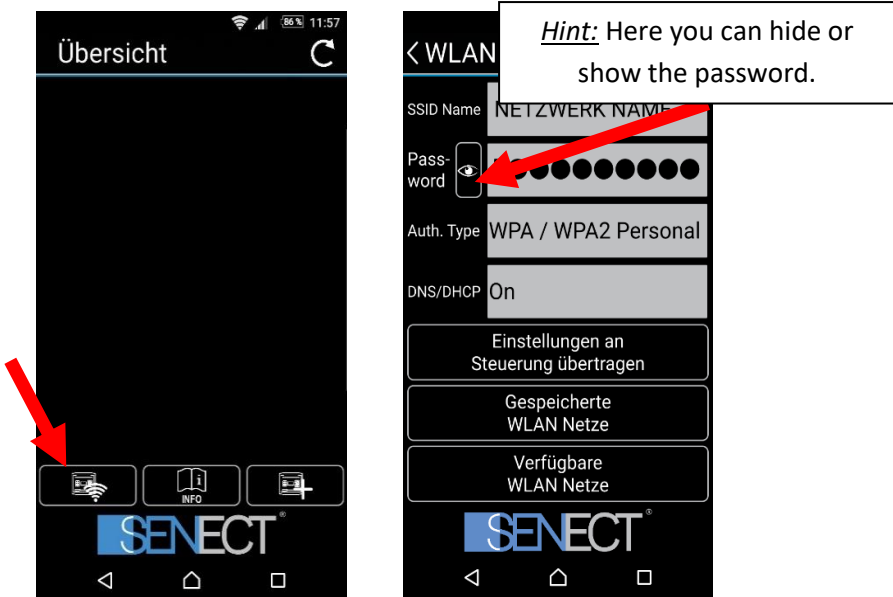 86 % 11:57
Übersicht
INFO
SENECT®
Hint: Here you can hide or
show the password.
WLAN
SSID Name NETZWERK NAME
Pass-
word
Auth. Type WPA / WPA2 Personal
DNS/DHCP On
Einstellungen an
Steuerung übertragen
Gespeicherte
WLAN Netze
Verfügbare
WLAN Netze
SENECT®